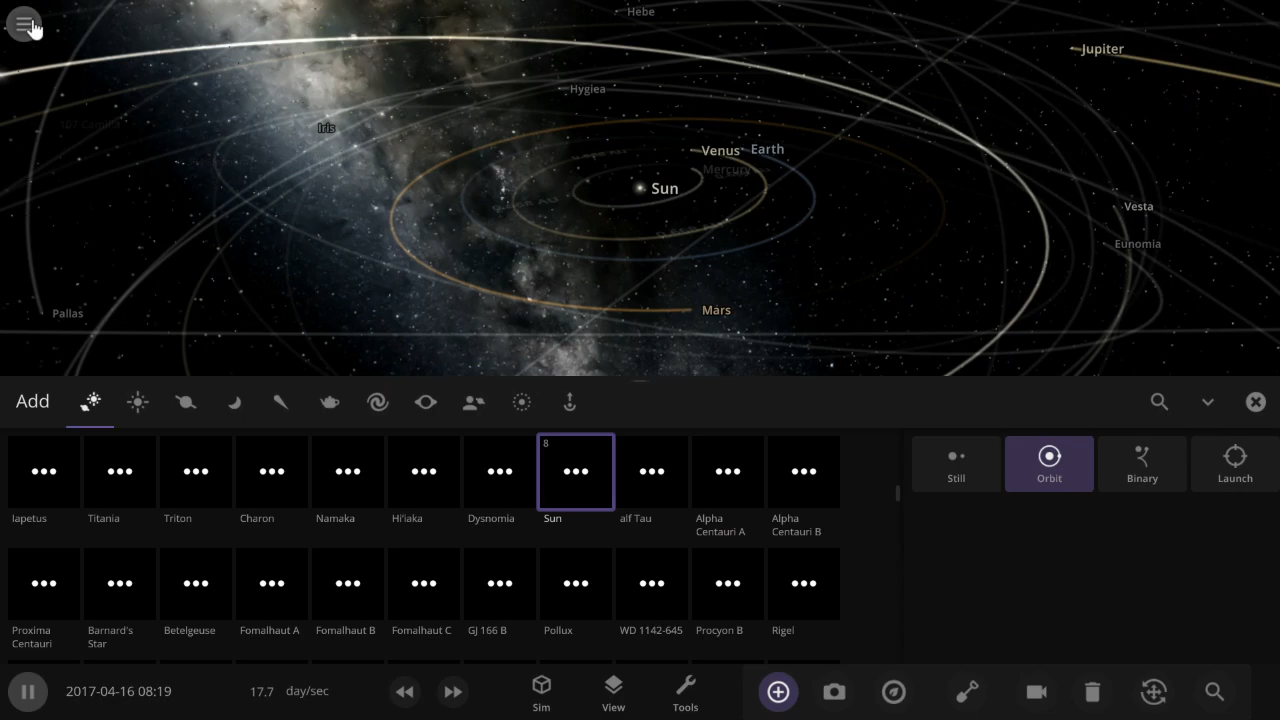 Hebe
Jupiter
Hygiea
107 Camilla
Iris
Venus
Earth
Mercury
Sun
Vesta
Eunomia
Mars
Pallas
Add
8
Iapetus
Titania
Triton
Charon
Namaka
Hi'iaka
Dysnomia
Sun
alf Tau
Alpha
Centauri A
Alpha
Centauri B
Still
Orbit
Binary
Launch
Proxima
Centauri
Barnard's
Star
Betelgeuse
Fomalhaut A
Fomalhaut B
Fomalhaut C
GJ 166 B
Pollux
WD 1142-645
Procyon B
Rigel
2017-04-16 08:19
17.7 day/sec
Sim
View
Tools